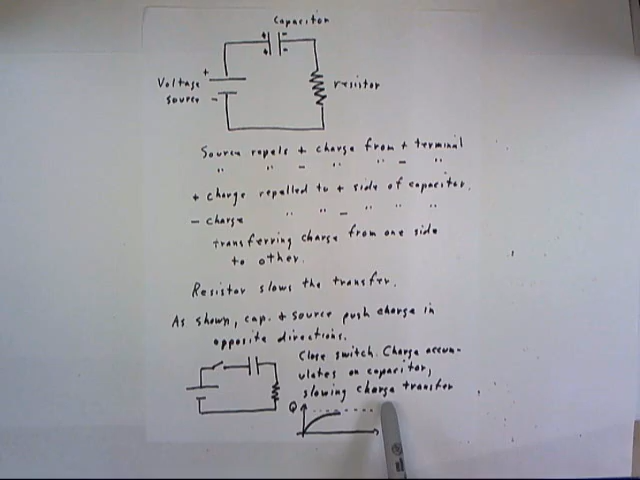 Capacitor
+ -
+ -
+
Voltage
source -
resistor
Source repels + charge from + terminal
" " - " " - "
+ charge repelled to + side of capacitor.
- charge " " - " " "
transferring charge from one side
to other.
Resistor slows the transfer.
As shown, cap. + source push charge in
opposite directions.
Close switch. Charge accum-
ulates on capacitor,
slowing charge transfer
Q